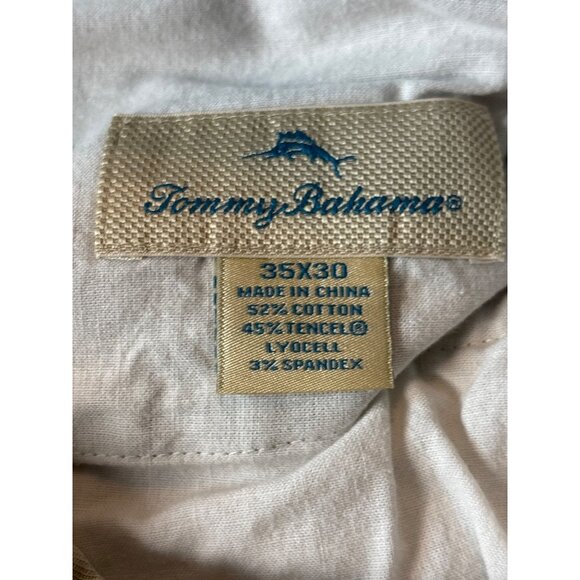 Tommy Bahama®
35X30
MADE IN CHINA
52% COTTON
45% TENCEL®
LYOCELL
3% SPANDEX